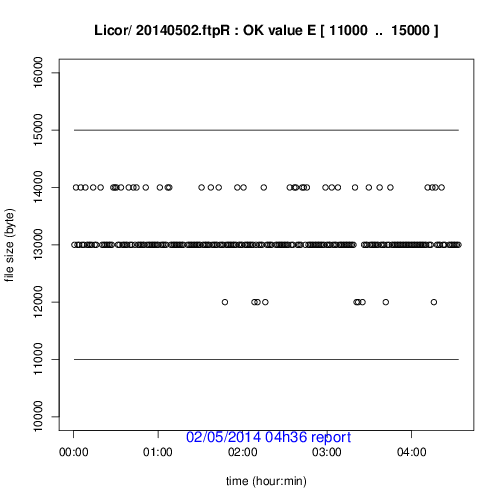 Licor/ 20140502.ftpR : OK value E [ 11000 .. 15000 ]
file size (byte)
16000
15000
14000
13000
12000
11000
10000
02/05/2014 04h36 report
00:00 01:00 02:00 03:00 04:00
time (hour:min)